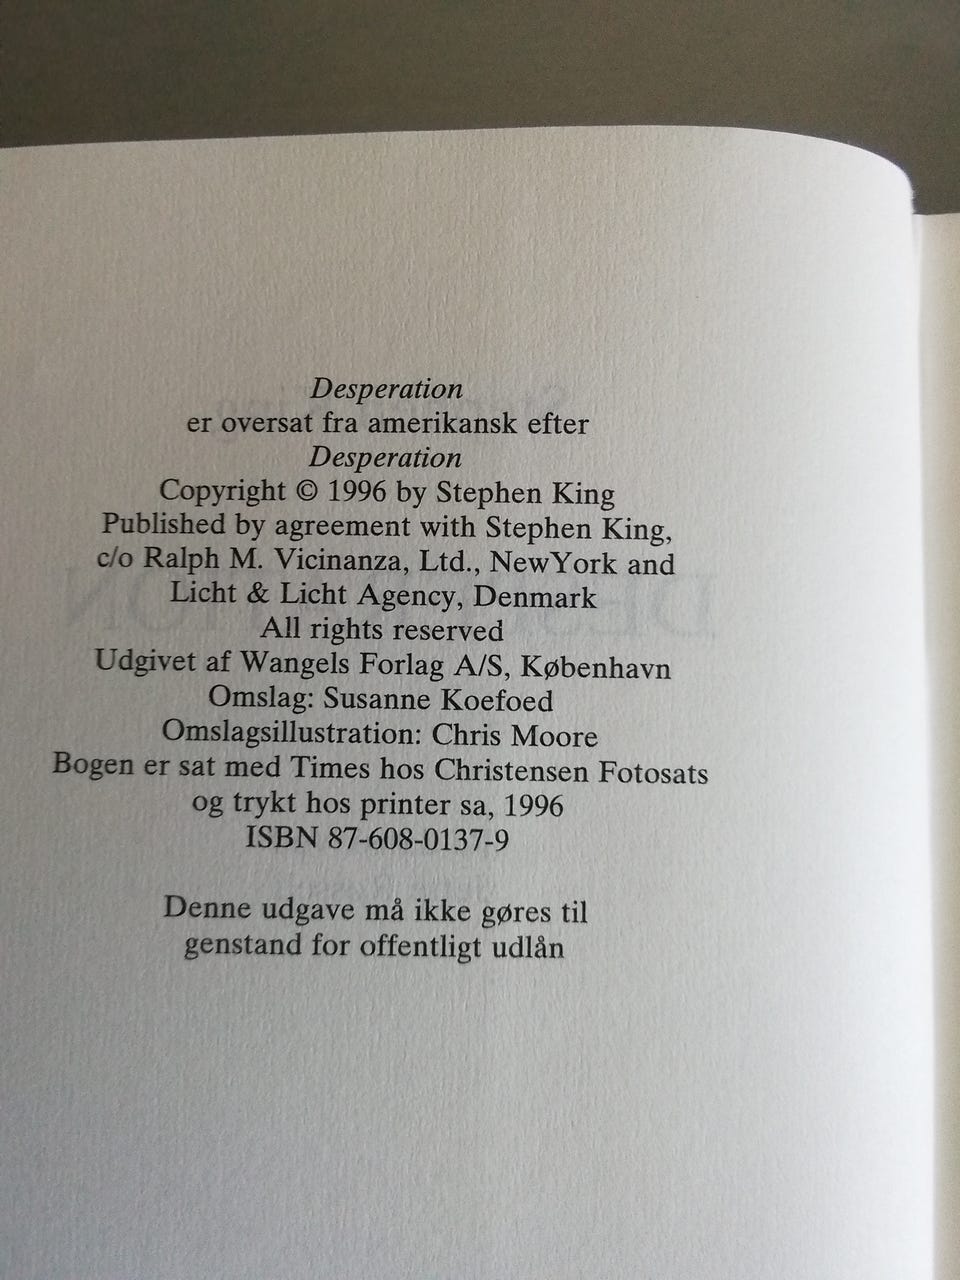 Desperation
er oversat fra amerikansk efter
Desperation
Copyright © 1996 by Stephen King
Published by agreement with Stephen King,
c/o Ralph M. Vicinanza, Ltd., NewYork and
Licht & Licht Agency, Denmark
All rights reserved
Udgivet af Wangels Forlag A/S, København
Omslag: Susanne Koefoed
Omslagsillustration: Chris Moore
Bogen er sat med Times hos Christensen Fotosats
og trykt hos printer sa, 1996
ISBN 87-608-0137-9
Denne udgave må ikke gøres til
genstand for offentligt udlån